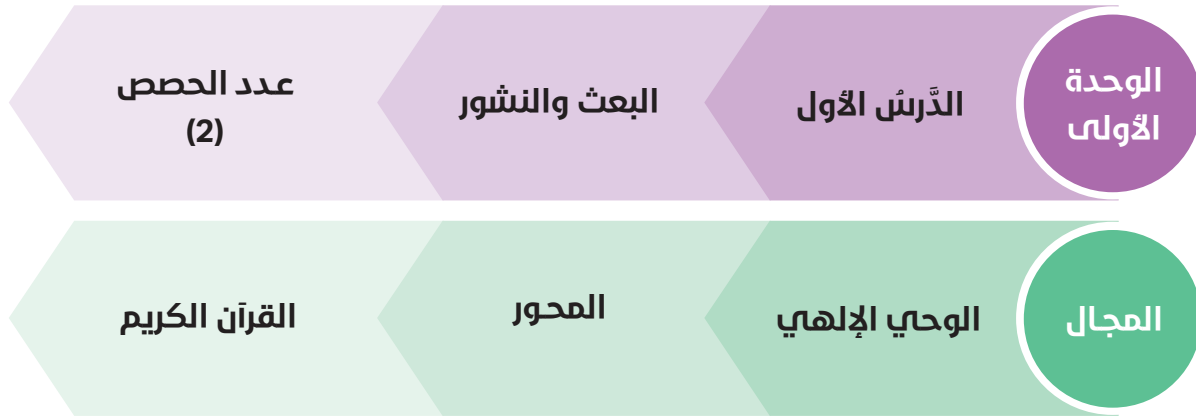 الوحدة
الأولى
الدَّرسُ الأول
البعث والنشور
عدد الحصص
(2)
المجال
الوحي الإلهي
المحور
القرآن الكريم